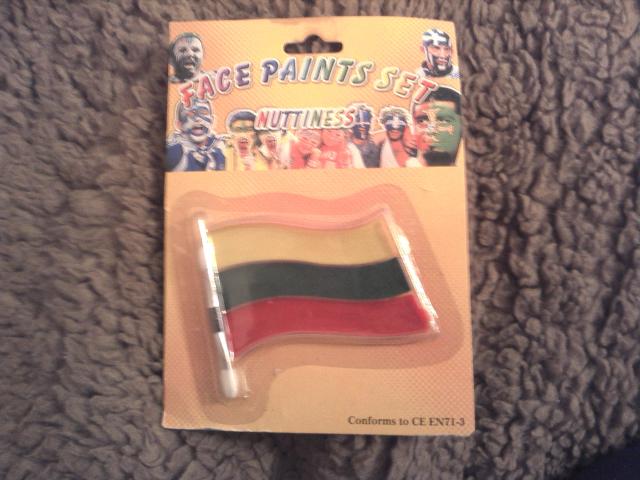 FACE PAINTS SET
NUTTINESS
Conforms to CE EN71-3